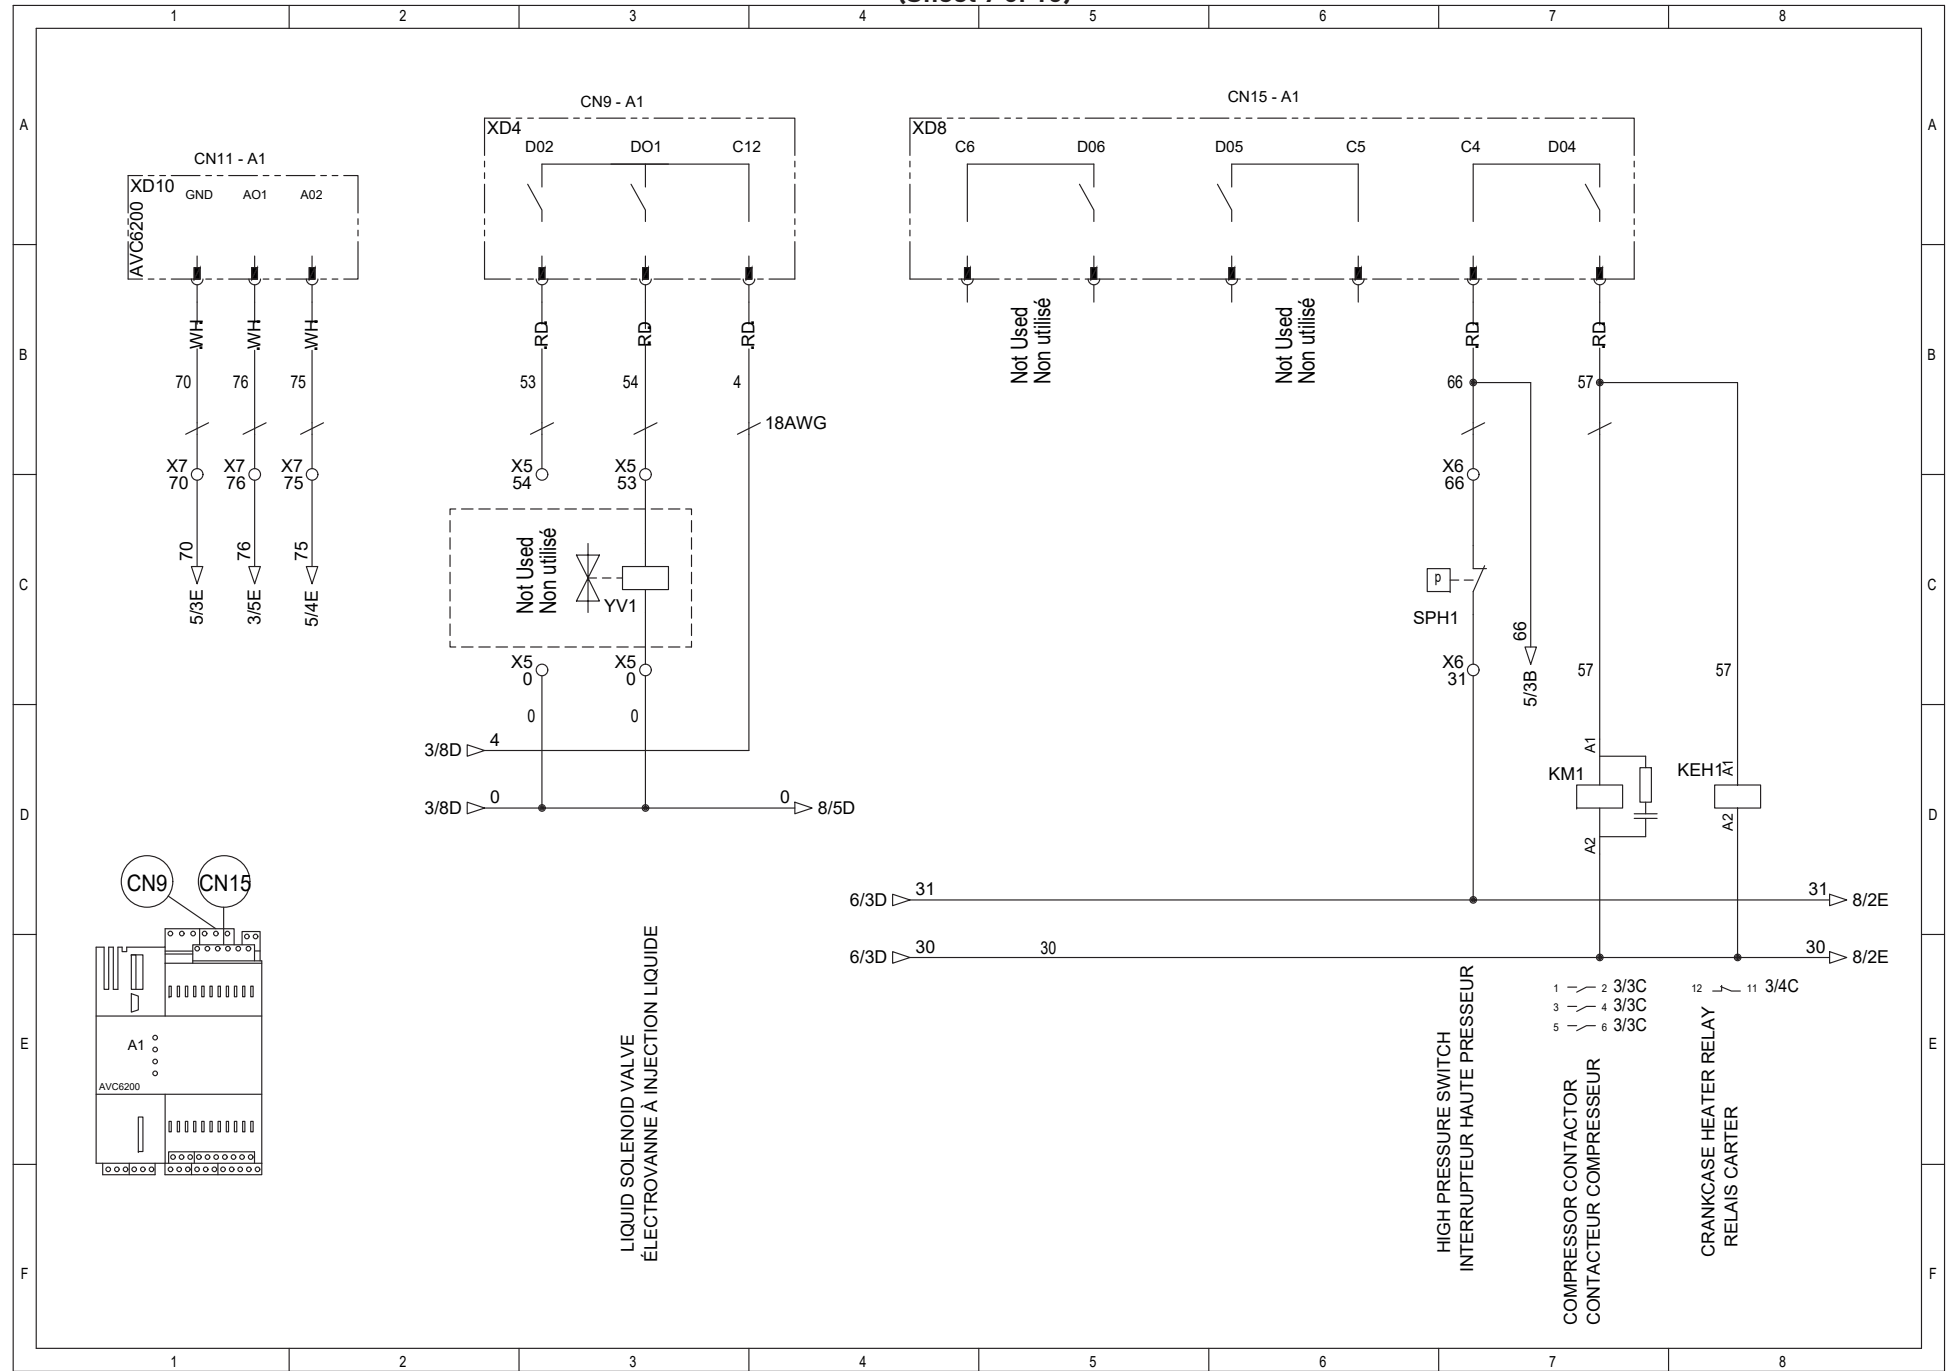 1 2 3 4 5 6 7 8
A
A
B
B
C
C
D
D
E
E
F
F
CN11 - A1
XD10
GND AO1 A02
AVC6200
.WH. .WH. .WH.
70 76 75
X7 X7 X7
70 76 75
70 76 75
5/3E 3/5E 5/4E
CN9 - A1
XD4
D02 DO1 C12
.RD. .RD. .RD.
53 54 4
18AWG
X5 X5
54 53
Not Used
Non utilisé
YV1
X5 X5
0 0
0 0
3/8D 4
3/8D 0 0 8/5D
CN15 - A1
XD8
C6 D06 D05 C5 C4 D04
Not Used
Non utilisé
Not Used
Non utilisé
.RD. .RD.
66 57
X6
66
P
SPH1
66
5/3B
X6
31
57 57
A1
KM1
A2
A1
KEH1
A2
6/3D 31 31 8/2E
6/3D 30 30 30 8/2E
1 2 3/3C
3 4 3/3C
5 6 3/3C
12 11 3/4C
CN9 CN15
A1
AVC6200
LIQUID SOLENOID VALVE
ÉLECTROVANNE À INJECTION LIQUIDE
HIGH PRESSURE SWITCH
INTERRUPTEUR HAUTE PRESSEUR
COMPRESSOR CONTACTOR
CONTACTEUR COMPRESSEUR
CRANKCASE HEATER RELAY
RELAIS CARTER
1 2 3 4 5 6 7 8